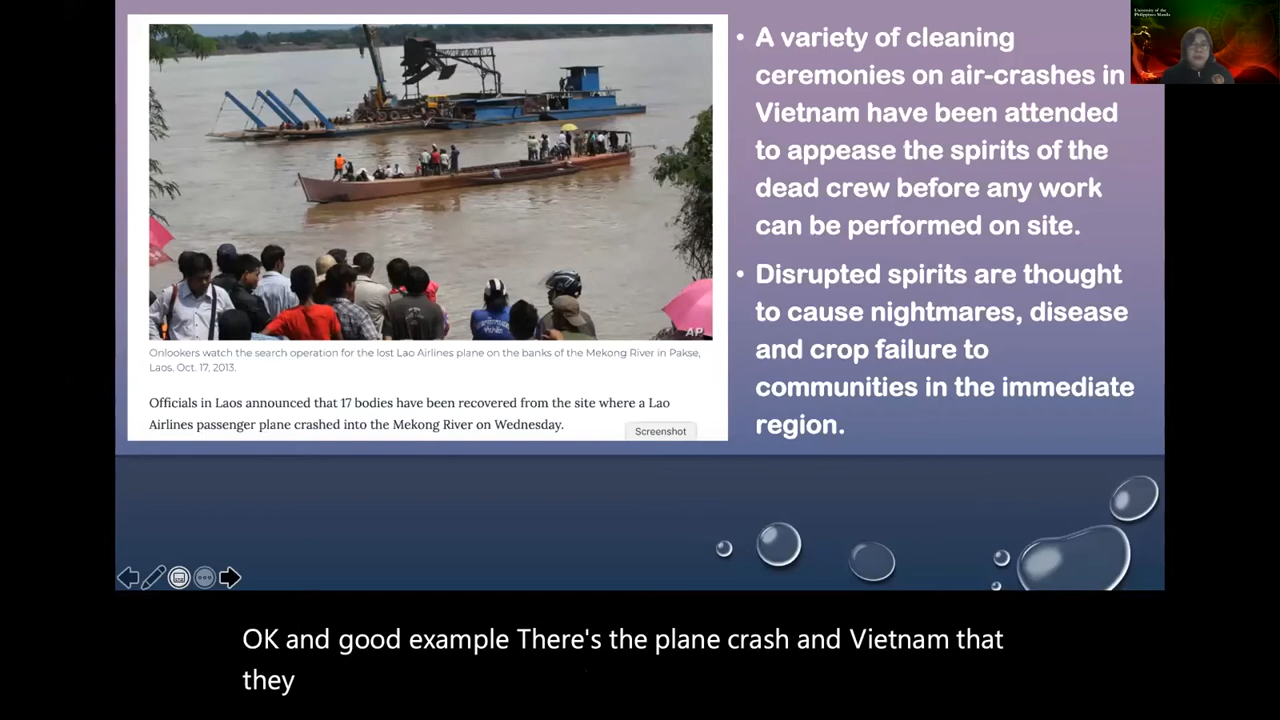 University of the
Philippines Manila
AP
Onlookers watch the search operation for the lost Lao Airlines plane on the banks of the Mekong River in Pakse,
Laos. Oct. 17, 2013.
Officials in Laos announced that 17 bodies have been recovered from the site where a Lao
Airlines passenger plane crashed into the Mekong River on Wednesday.
Screenshot
• A variety of cleaning
ceremonies on air-crashes in
Vietnam have been attended
to appease the spirits of the
dead crew before any work
can be performed on site.
• Disrupted spirits are thought
to cause nightmares, disease
and crop failure to
communities in the immediate
region.
OK and good example There's the plane crash and Vietnam that
they